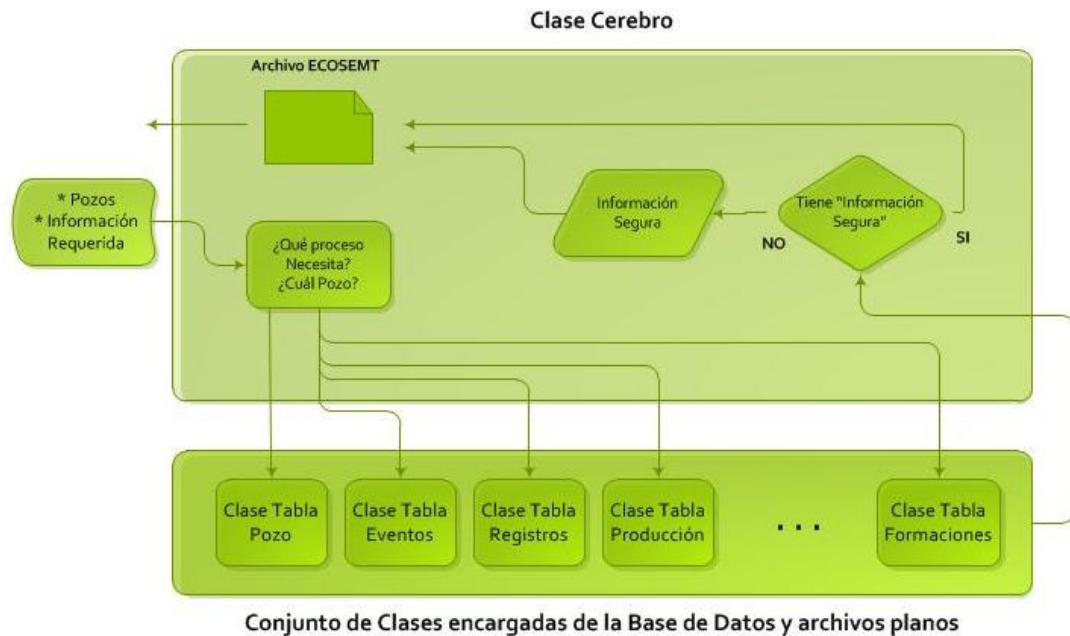 Clase Cerebro
Archivo ECOSEMT
* Pozos
* Información
Requerida
¿Qué proceso
Necesita?
¿Cuál Pozo?
Información
Segura
Tiene "Información
Segura"
NO
SI
Clase Tabla
Pozo
Clase Tabla
Eventos
Clase Tabla
Registros
Clase Tabla
Producción
. . .
Clase Tabla
Formaciones
Conjunto de Clases encargadas de la Base de Datos y archivos planos